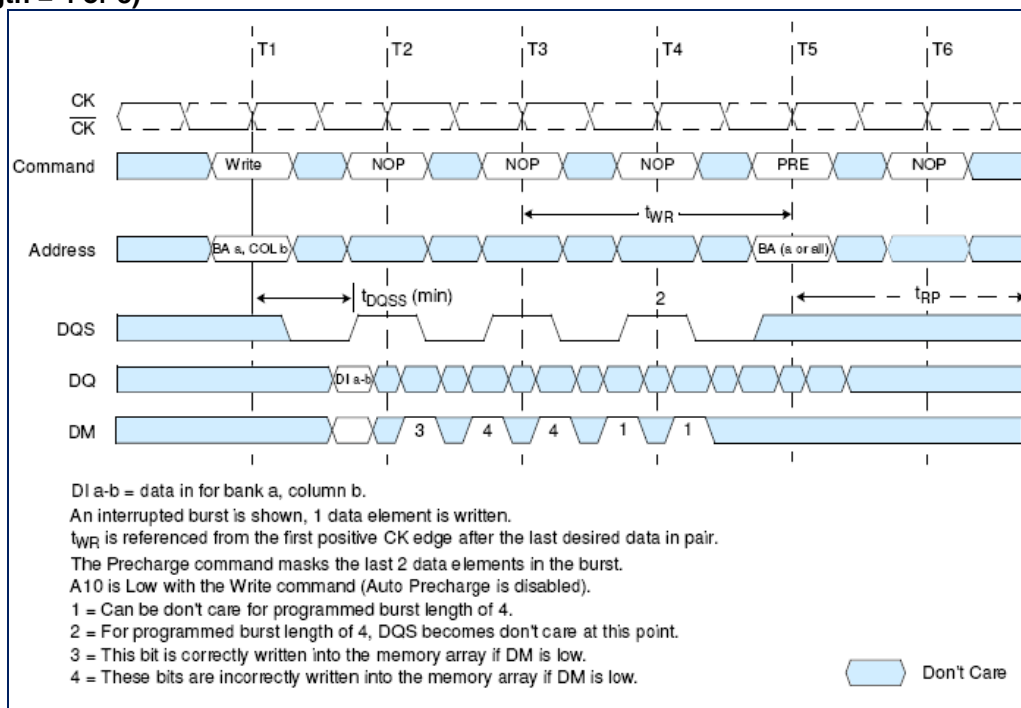 gth = 4 or 8)
T1 T2 T3 T4 T5 T6
CK
CK
Command Write NOP NOP NOP PRE NOP
tWR
Address BA a, COL b BA (a or all)
tDQSS (min) 2 tRP
DQS
DQ DI a-b
DM 3 4 4 1 1
DI a-b = data in for bank a, column b.
An interrupted burst is shown, 1 data element is written.
tWR is referenced from the first positive CK edge after the last desired data in pair.
The Precharge command masks the last 2 data elements in the burst.
A10 is Low with the Write command (Auto Precharge is disabled).
1 = Can be don't care for programmed burst length of 4.
2 = For programmed burst length of 4, DQS becomes don't care at this point.
3 = This bit is correctly written into the memory array if DM is low.
4 = These bits are incorrectly written into the memory array if DM is low.
Don't Care